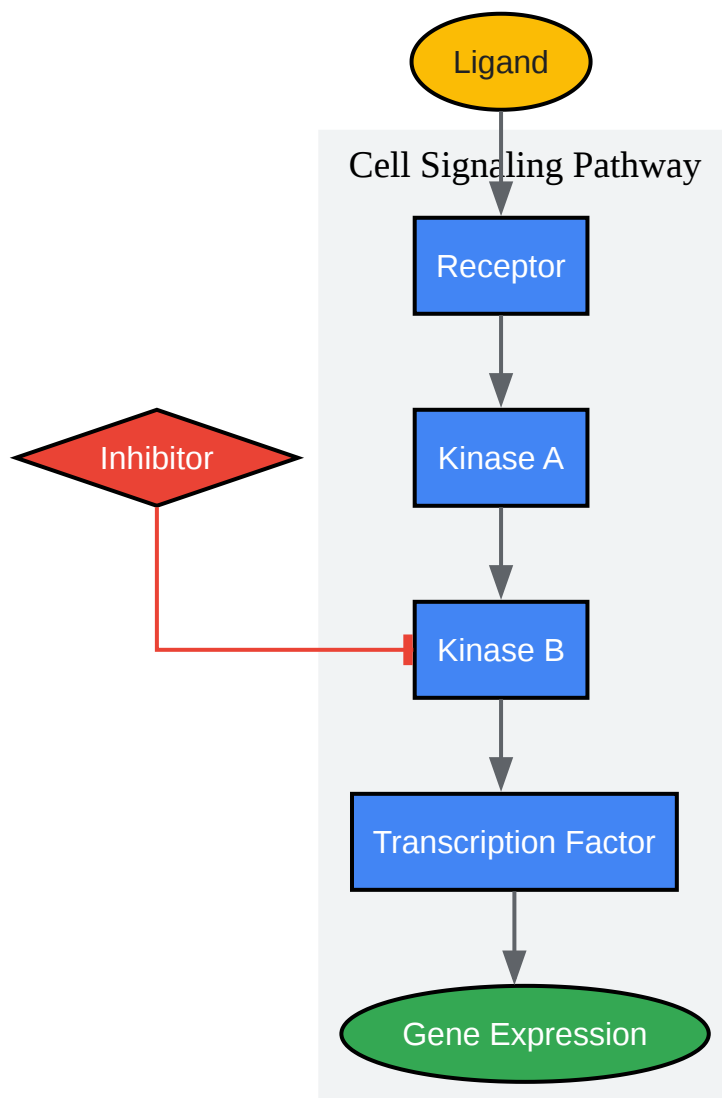 Ligand
Cell Signaling Pathway
Receptor
Inhibitor
Kinase A
Kinase B
Transcription Factor
Gene Expression